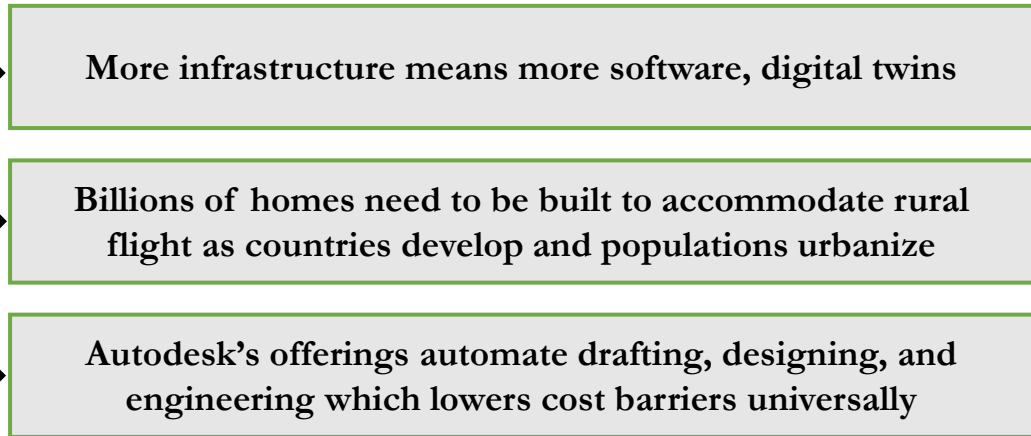 More infrastructure means more software, digital twins
Billions of homes need to be built to accommodate rural
flight as countries develop and populations urbanize
Autodesk’s offerings automate drafting, designing, and
engineering which lowers cost barriers universally